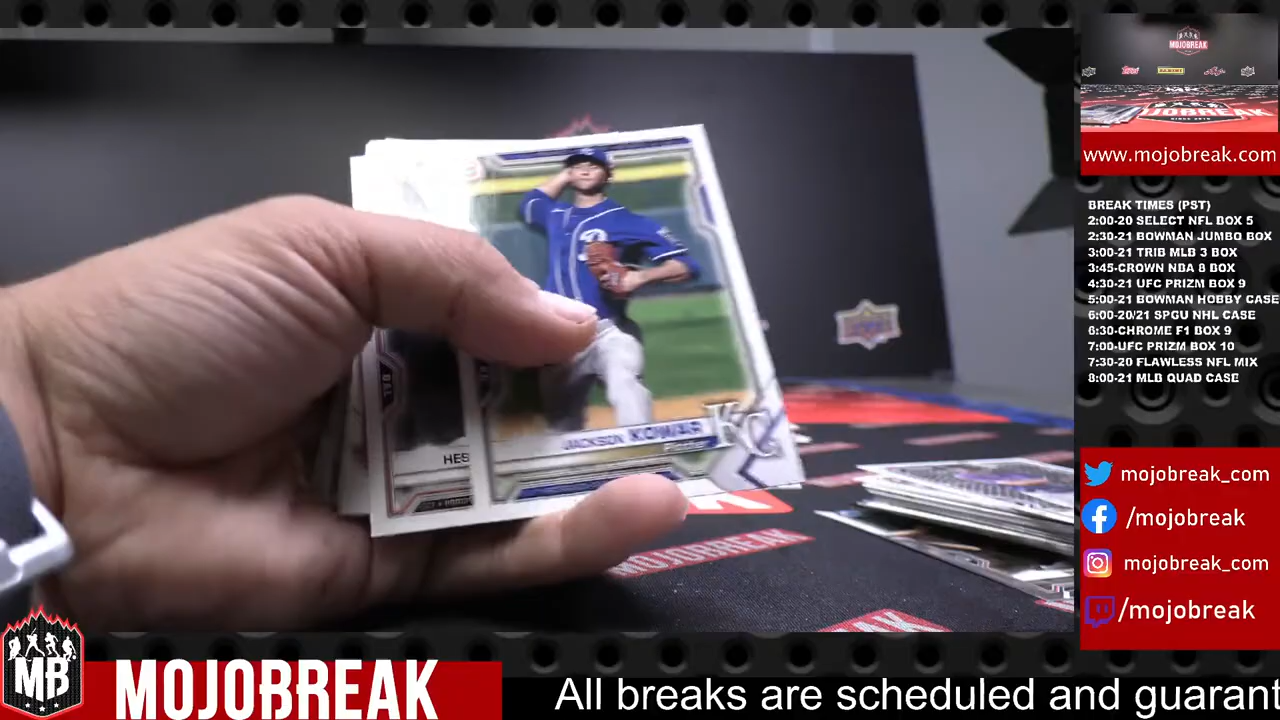 MOJOBREAK
www.mojobreak.com
BREAK TIMES (PST)
2:00-20 SELECT NFL BOX 5
2:30-21 BOWMAN JUMBO BOX
3:00-21 TRIB MLB 3 BOX
3:45-CROWN NBA 8 BOX
4:30-21 UFC PRIZM BOX 9
5:00-21 BOWMAN HOBBY CASE
6:00-20/21 SPGU NHL CASE
6:30-CHROME F1 BOX 9
7:00-UFC PRIZM BOX 10
7:30-20 FLAWLESS NFL MIX
8:00-21 MLB QUAD CASE
JACKSON KOWAR
Pitcher
KC
HES
MOJOBREAK
mojobreak_com
/mojobreak
mojobreak_com
/mojobreak
MB
MOJOBREAK
All breaks are scheduled and guarant